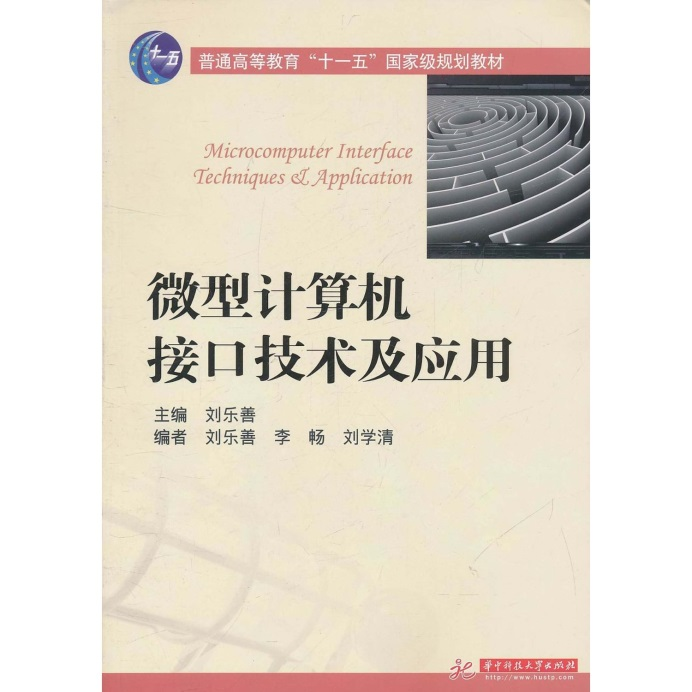 十一五
普通高等教育“十一五”国家级规划教材
Microcomputer Interface
Techniques & Application
微型计算机
接口技术及应用
主编 刘乐善
编者 刘乐善 李 畅 刘学清
华中科技大学出版社
http://www.hustp.com